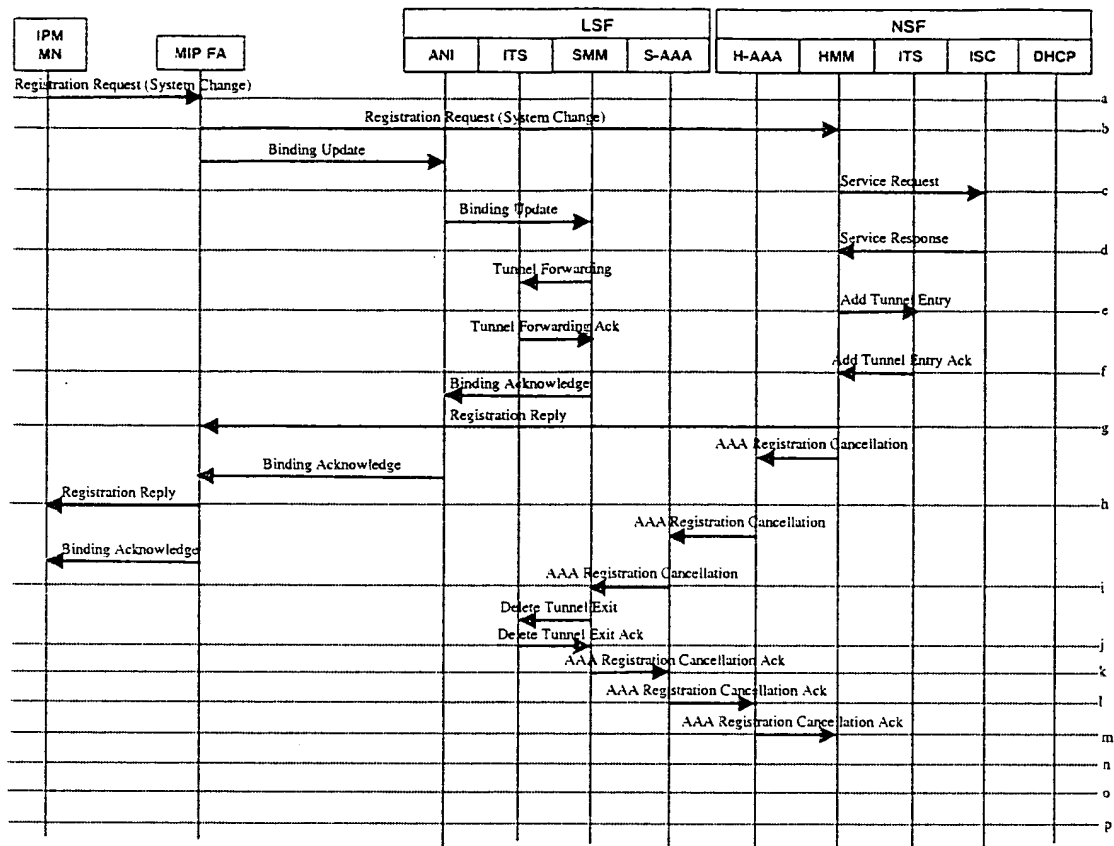 IPM
MN
MIP FA
LSF
NSF
ANI
ITS
SMM
S-AAA
H-AAA
HMM
ITS
ISC
DHCP
Registration Request (System Change)
a
Registration Request (System Change)
b
Binding Update
Service Request
c
Binding Update
Service Response
d
Tunnel Forwarding
Add Tunnel Entry
e
Tunnel Forwarding Ack
Add Tunnel Entry Ack
f
Binding Acknowledge
Registration Reply
g
AAA Registration Cancellation
Binding Acknowledge
Registration Reply
h
AAA Registration Cancellation
Binding Acknowledge
AAA Registration Cancellation
i
Delete Tunnel Exit
Delete Tunnel Exit Ack
j
AAA Registration Cancellation Ack
k
AAA Registration Cancellation Ack
l
AAA Registration Cancellation Ack
m
n
o
p